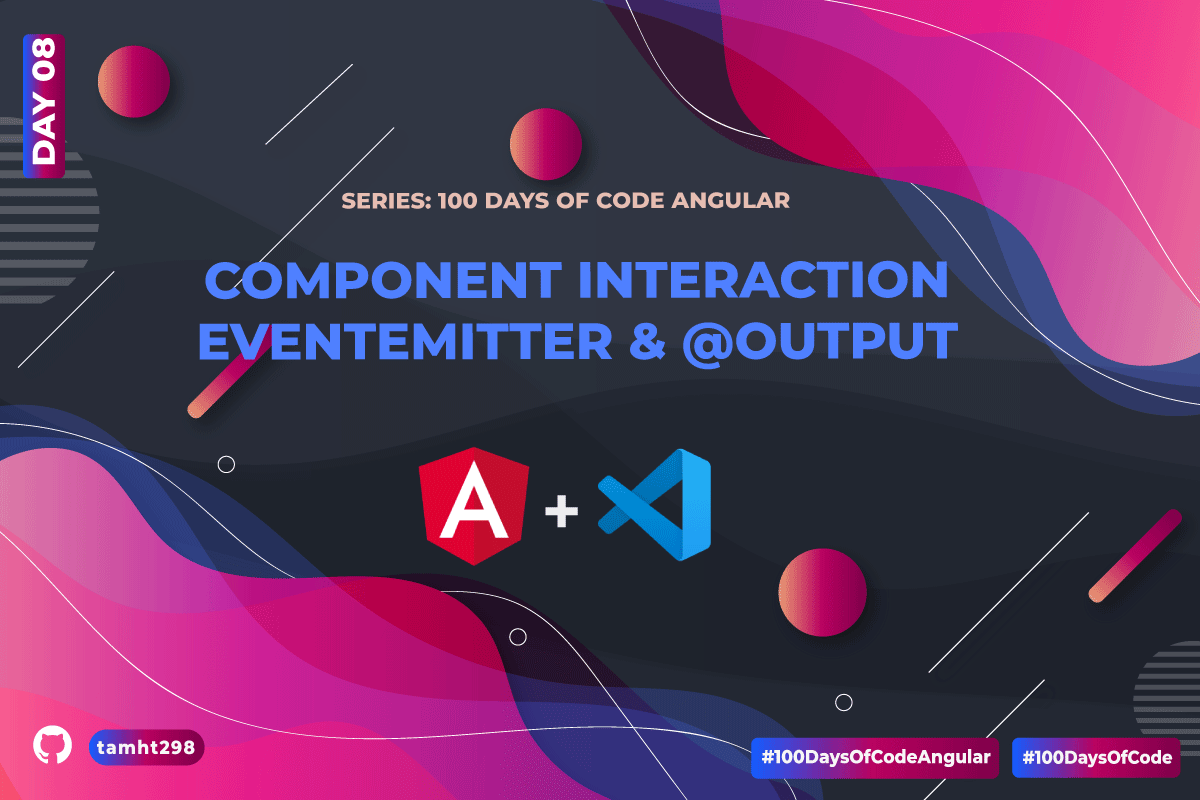 DAY 08
SERIES: 100 DAYS OF CODE ANGULAR
COMPONENT INTERACTION
EVENTEMITTER & @OUTPUT
A
+
tamht298
#100DaysOfCodeAngular
#100DaysOfCode